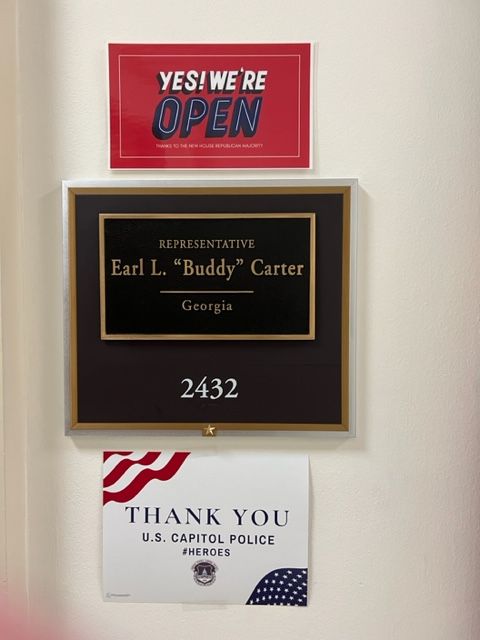 YES! WE'RE
OPEN
THANKS TO THE NEW HOUSE REPUBLICAN MAJORITY
REPRESENTATIVE
Earl L. “Buddy” Carter
Georgia
2432
THANK YOU
U.S. CAPITOL POLICE
#HEROES